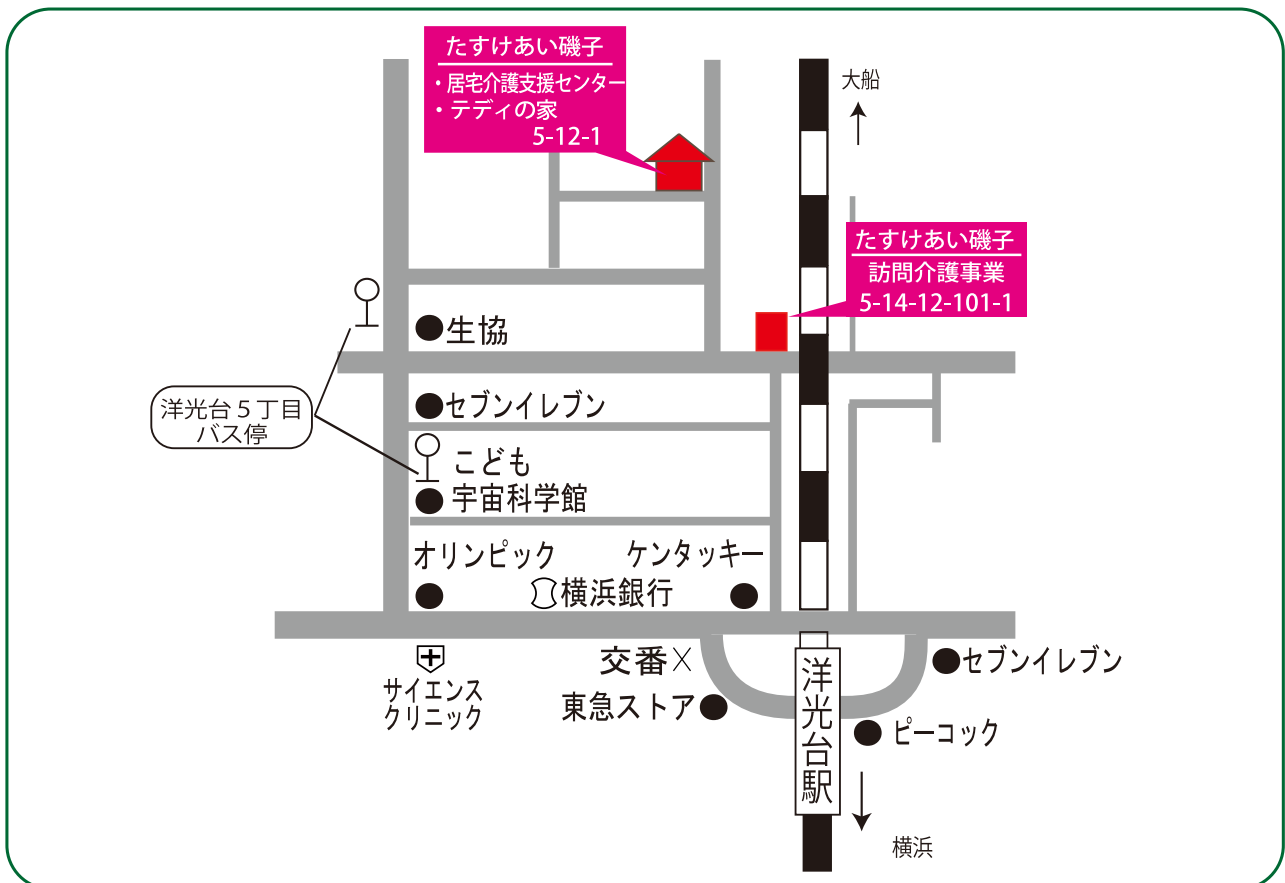 たすけあい磯子
・居宅介護支援センター
・テディの家
5-12-1
大船
たすけあい磯子
訪問介護事業
5-14-12-101-1
生協
洋光台5丁目
バス停
セブンイレブン
こども
宇宙科学館
オリンピック
ケンタッキー
横浜銀行
交番
セブンイレブン
サイエンス
クリニック
東急ストア
洋光台駅
ピーコック
横浜